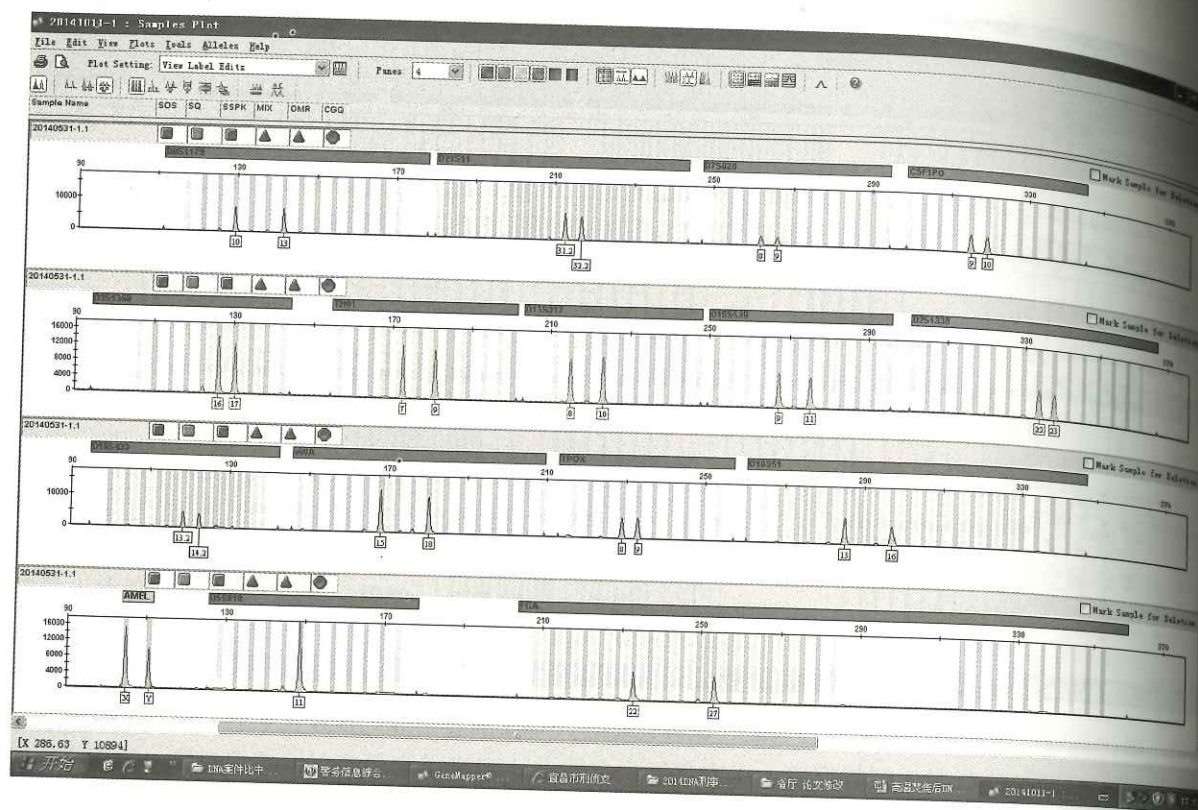 20141011-1 : Samples Plot
File Edit View Plots Tools Alleles Help
Plot Setting: View Label Edits Panes 4
Sample Name SOS SQ SSPK MIX OMR CGQ
20140531-1.1
D21S11 CSF1PO Mark Sample for Deletion
90 130 170 210 250 290 330 370
10000
0
10 13 31.2 32.2 8 9 9 10
20140531-1.1
Mark Sample for Deletion
90 130 170 210 250 290 330 370
16000
12000
8000
4000
0
16 17 7 9 8 10 9 11 22 23
20140531-1.1
vWA TPOX D18S51 Mark Sample for Deletion
90 130 170 210 250 290 330 370
10000
0
13.2 14.2 15 18 8 9 13 16
20140531-1.1
AMEL D5S818 FGA Mark Sample for Deletion
90 130 170 210 250 290 330 370
16000
12000
8000
4000
0
X Y 11 22 27
[X 286.63 Y 10894]
开始 DNA案件比中... 警务信息综合... GeneMapper® ... 宜昌市刑侦支 2014DNA刑事... 省厅 论文修改 20141011-1 :